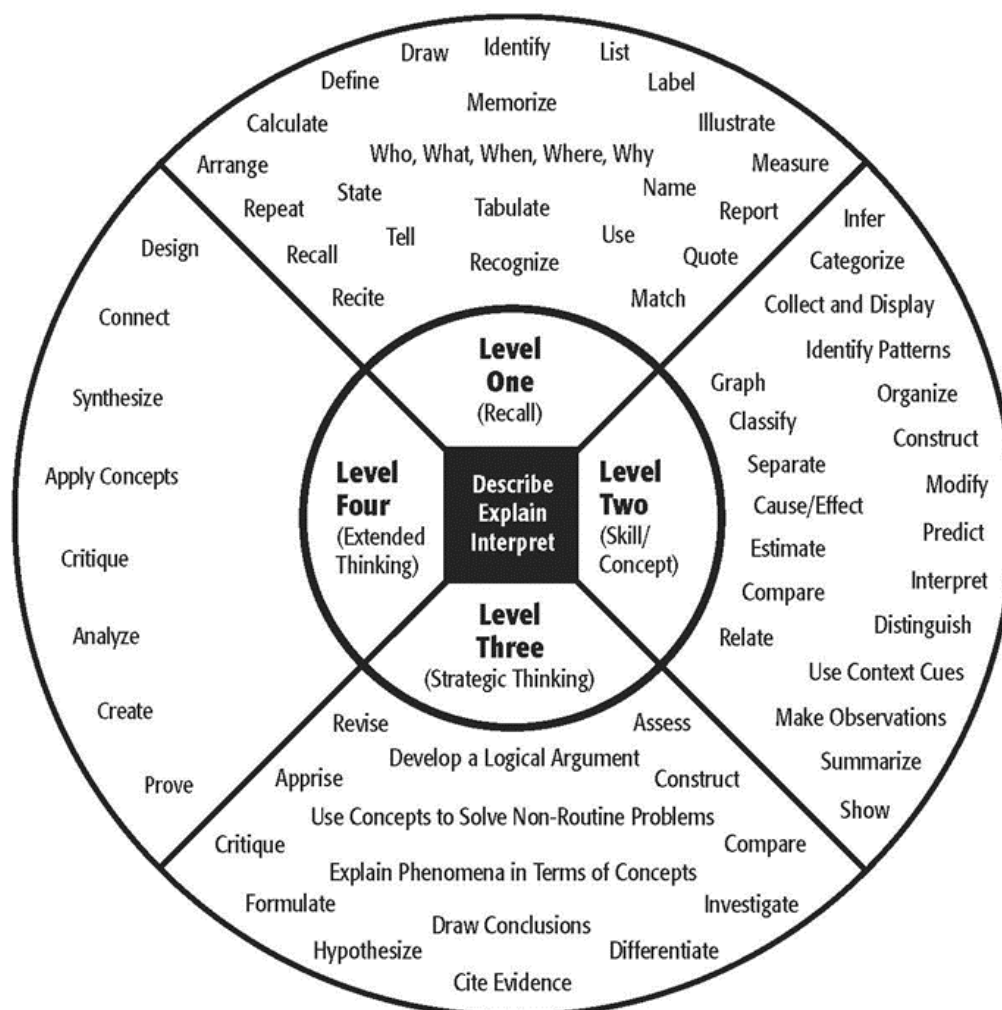 Draw
Identify
List
Define
Label
Memorize
Calculate
Illustrate
Who, What, When, Where, Why
Arrange
Measure
State
Name
Repeat
Tabulate
Report
Tell
Use
Recall
Recognize
Quote
Recite
Match
Level
One
(Recall)
Infer
Categorize
Collect and Display
Identify Patterns
Graph
Organize
Classify
Construct
Separate
Modify
Cause/Effect
Predict
Estimate
Interpret
Compare
Distinguish
Relate
Use Context Cues
Make Observations
Summarize
Show
Level
Two
(Skill/
Concept)
Describe
Explain
Interpret
Level
Three
(Strategic Thinking)
Revise
Assess
Develop a Logical Argument
Apprise
Construct
Use Concepts to Solve Non-Routine Problems
Critique
Compare
Explain Phenomena in Terms of Concepts
Formulate
Investigate
Draw Conclusions
Hypothesize
Differentiate
Cite Evidence
Level
Four
(Extended
Thinking)
Design
Connect
Synthesize
Apply Concepts
Critique
Analyze
Create
Prove